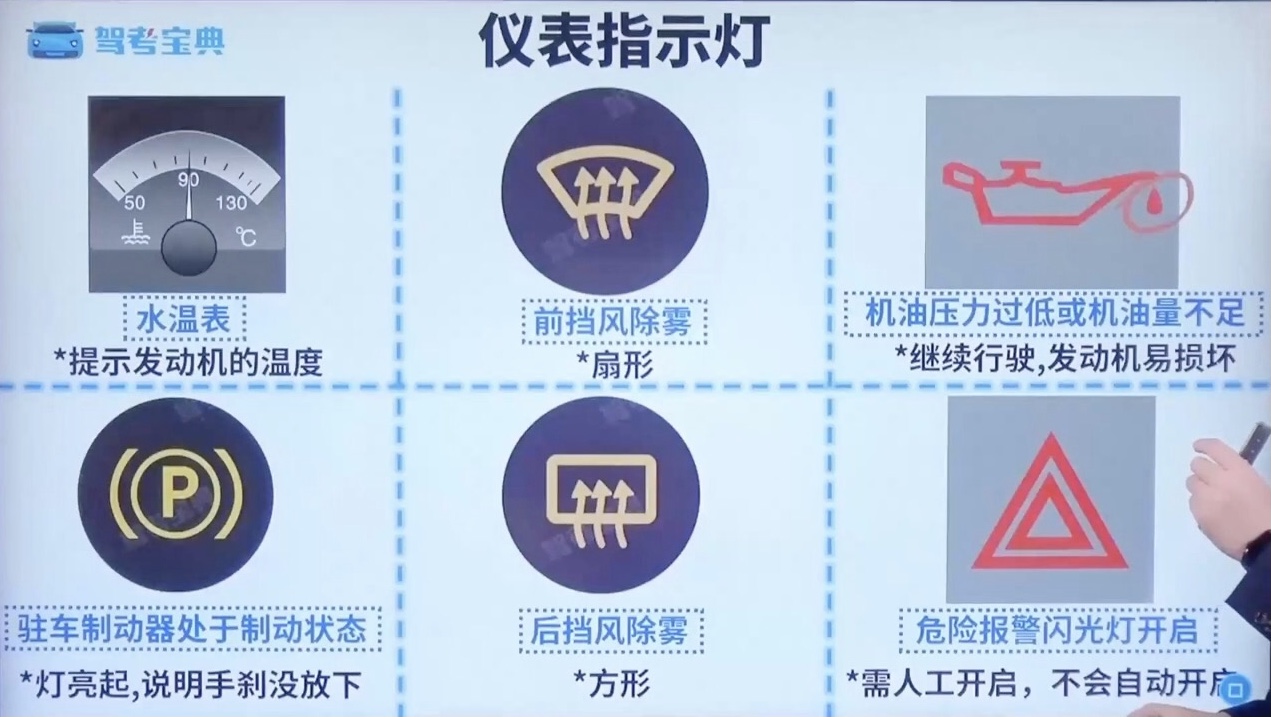 驾考宝典
仪表指示灯
50
90
130
℃
水温表
*提示发动机的温度
前挡风除雾
*扇形
机油压力过低或机油量不足
*继续行驶,发动机易损坏
P
驻车制动器处于制动状态
*灯亮起,说明手刹没放下
后挡风除雾
*方形
危险报警闪光灯开启
*需人工开启，不会自动开启